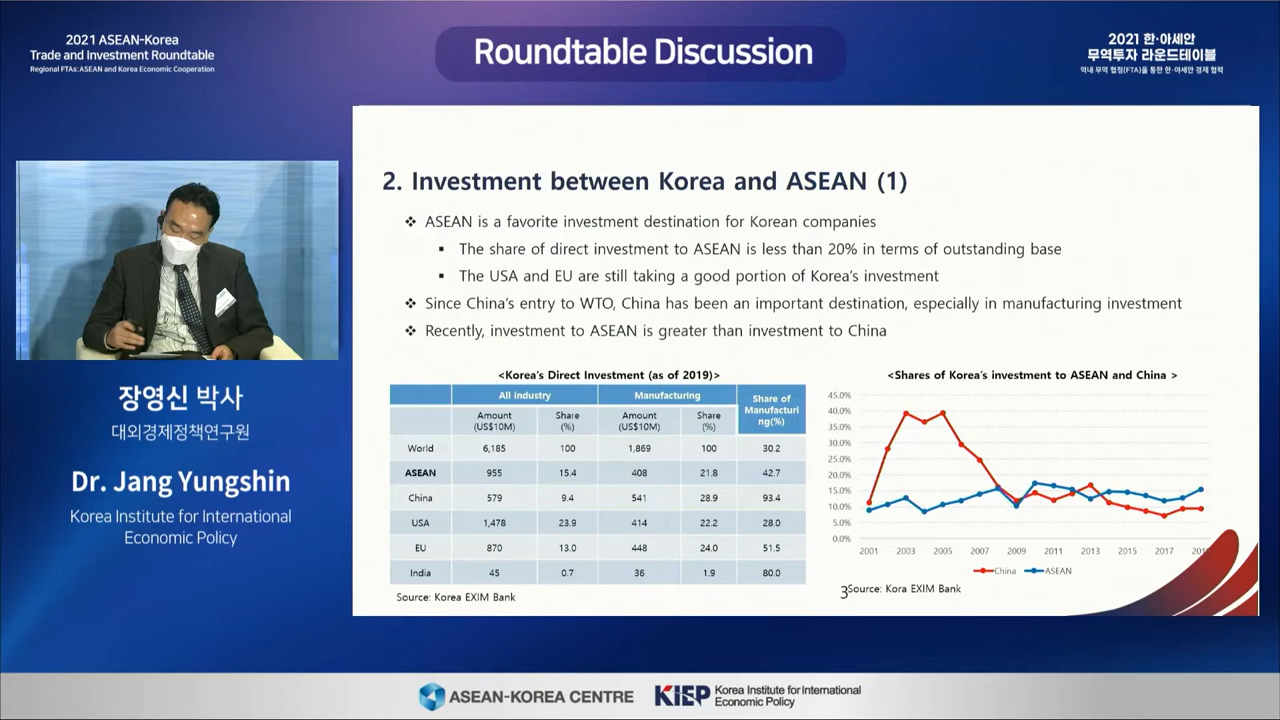 2021 ASEAN-Korea
Trade and Investment Roundtable
Regional FTAs: ASEAN and Korea Economic Cooperation
Roundtable Discussion
2021 한·아세안
무역투자 라운드테이블
역내 무역 협정(FTA)을 통한 한·아세안 경제 협력
2. Investment between Korea and ASEAN (1)
❖ ASEAN is a favorite investment destination for Korean companies
▪ The share of direct investment to ASEAN is less than 20% in terms of outstanding base
▪ The USA and EU are still taking a good portion of Korea's investment
❖ Since China's entry to WTO, China has been an important destination, especially in manufacturing investment
❖ Recently, investment to ASEAN is greater than investment to China
<Korea's Direct Investment (as of 2019)>
All industry Manufacturing Share of Manufacturi
ng(%)
Amount (US$10M) Share (%) Amount (US$10M) Share (%)
World 6,185 100 1,869 100 30.2
ASEAN 955 15.4 408 21.8 42.7
China 579 9.4 541 28.9 93.4
USA 1,478 23.9 414 22.2 28.0
EU 870 13.0 448 24.0 51.5
India 45 0.7 36 1.9 80.0
Source: Korea EXIM Bank
<Shares of Korea's investment to ASEAN and China >
45.0%
40.0%
35.0%
30.0%
25.0%
20.0%
15.0%
10.0%
5.0%
0.0%
2001 2003 2005 2007 2009 2011 2013 2015 2017
China ASEAN
3
Source: Kora EXIM Bank
장영신 박사
대외경제정책연구원
Dr. Jang Yungshin
Korea Institute for International
Economic Policy
ASEAN-KOREA CENTRE
KIEP Korea Institute for International
Economic Policy